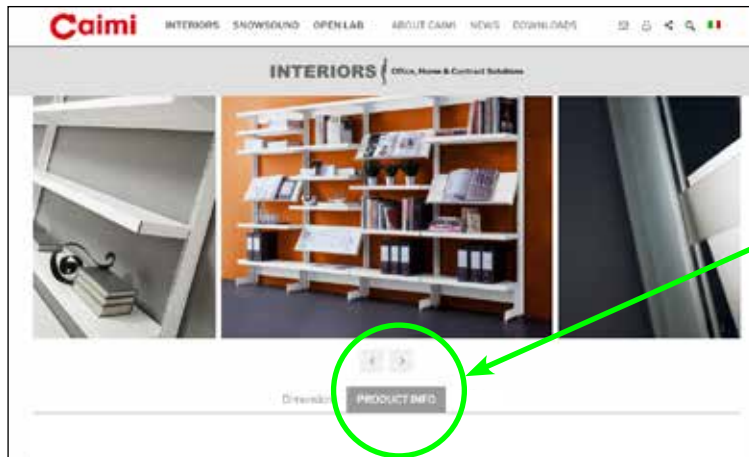 Caimi INTERIORS SNOWSOUND OPEN LAB ABOUT CAIMI NEWS DOWNLOADS
INTERIORS Office, Home & Contract Solutions
Dimensions PRODUCT INFO